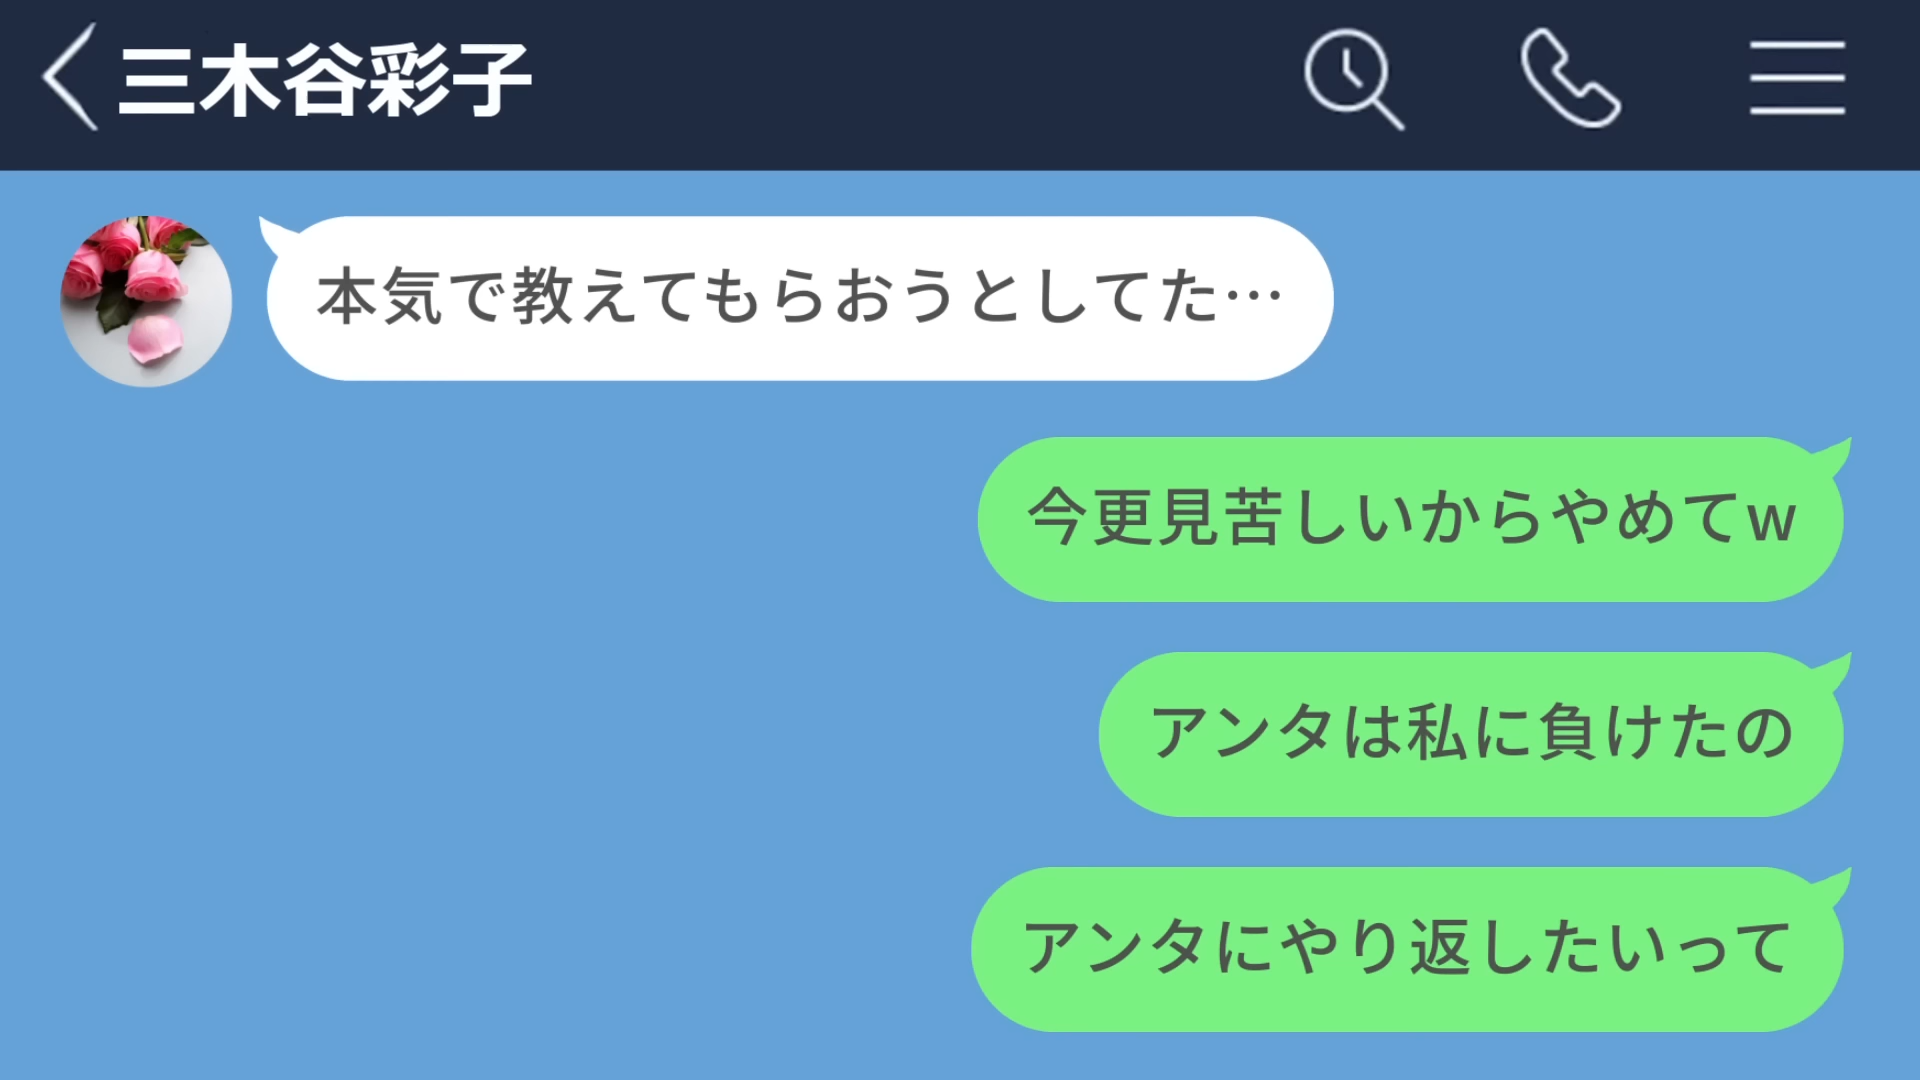 三木谷彩子
本気で教えてもらおうとしてた…
今更見苦しいからやめてw
アンタは私に負けたの
アンタにやり返したいって